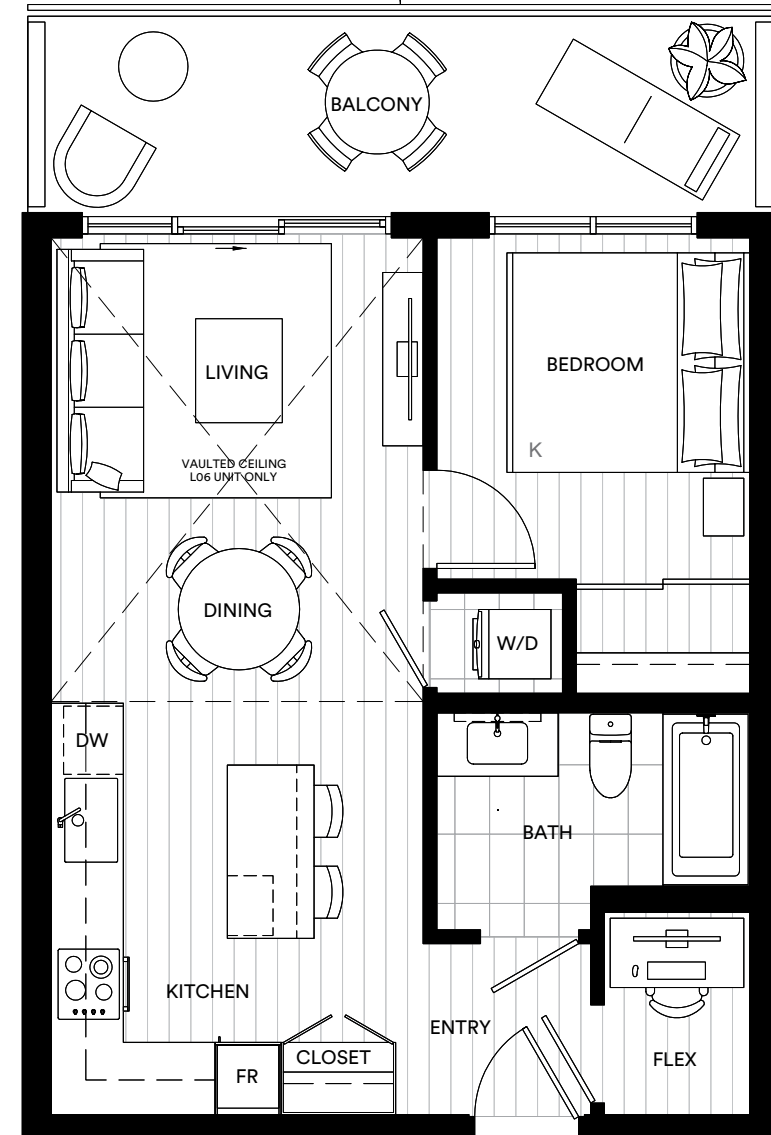 BALCONY
LIVING
BEDROOM
K
VAULTED CEILING
L06 UNIT ONLY
DINING
W/D
DW
BATH
KITCHEN
ENTRY
CLOSET
FLEX
FR